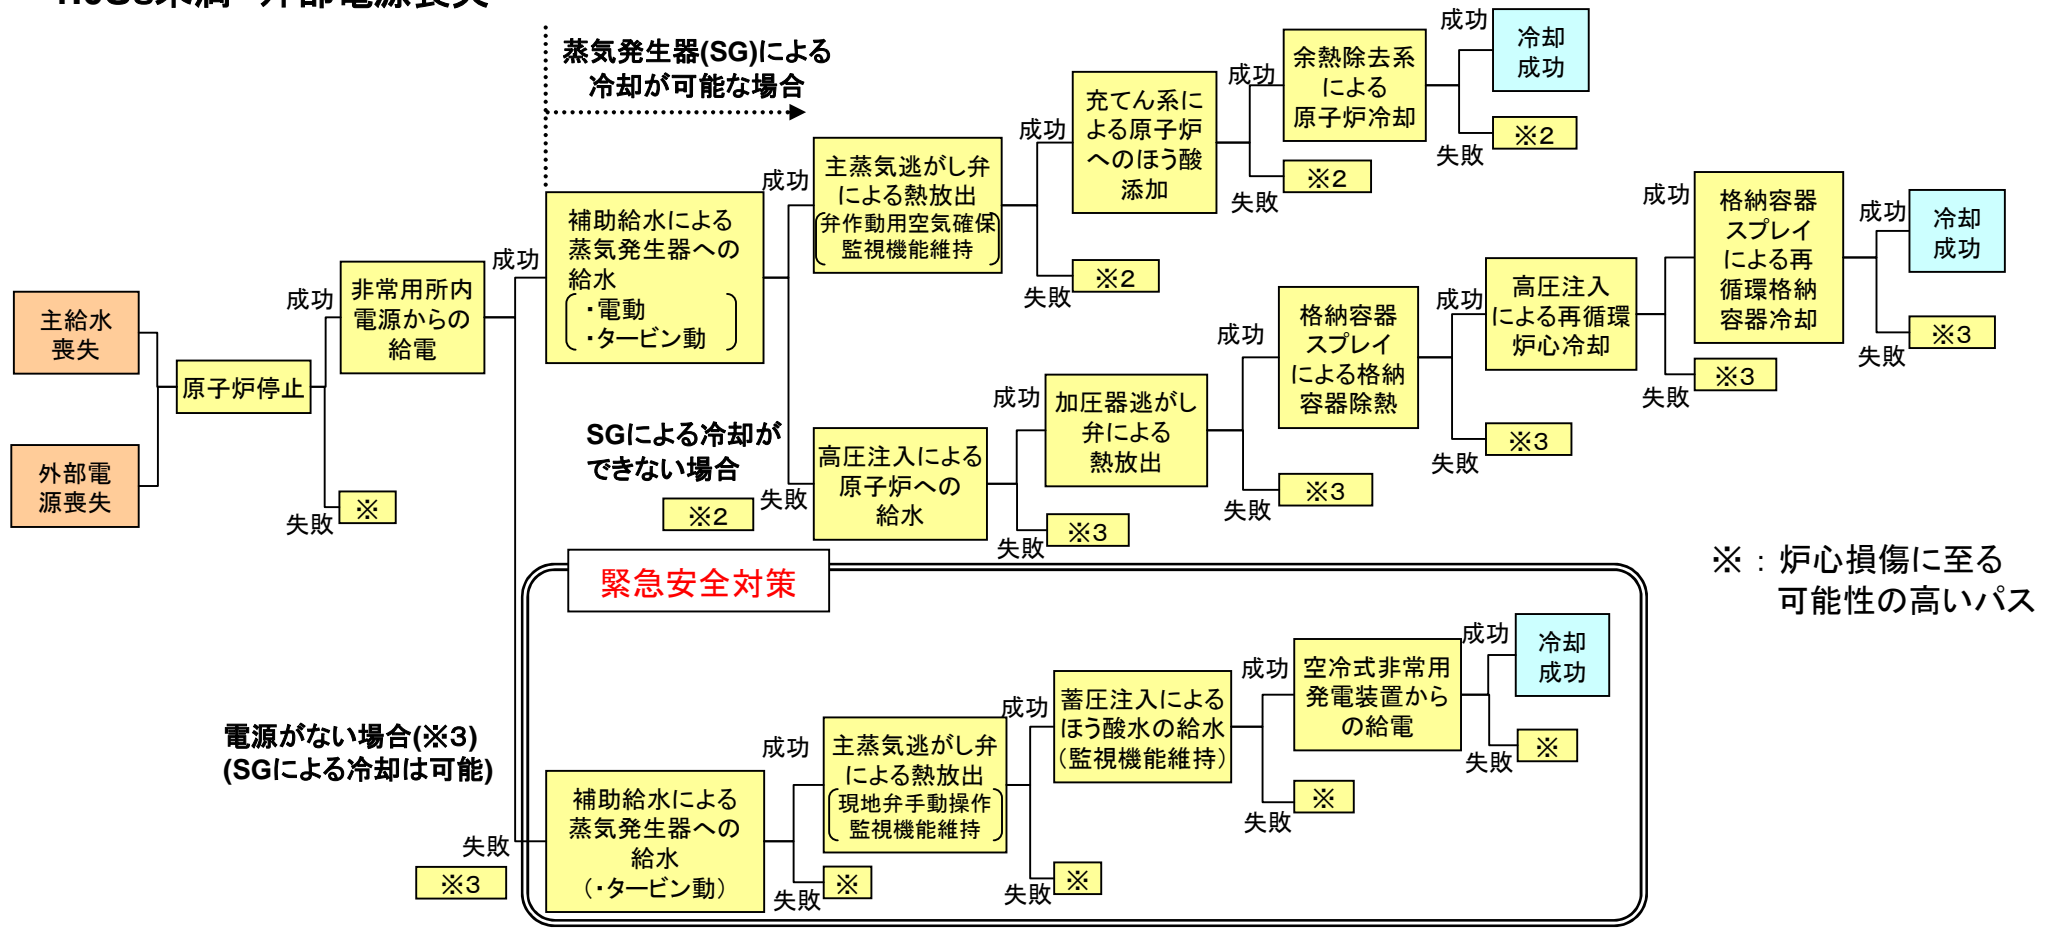 外部電源喪失
蒸気発生器(SG)による
冷却が可能な場合
主給水
喪失
外部電
源喪失
原子炉停止
成功
失敗
※
非常用所内
電源からの
給電
成功
失敗
※3
補助給水による
蒸気発生器への
給水
・電動
・タービン動
成功
失敗
※2
主蒸気逃がし弁
による熱放出
弁作動用空気確保
監視機能維持
成功
失敗
※2
充てん系に
よる原子炉
へのほう酸
添加
成功
失敗
※2
余熱除去系
による
原子炉冷却
成功
失敗
※2
冷却
成功
SGによる冷却が
できない場合
高圧注入による
原子炉への
給水
成功
失敗
※3
加圧器逃がし
弁による
熱放出
成功
失敗
※3
格納容器
スプレイ
による格納
容器除熱
成功
失敗
※3
高圧注入
による再循環
炉心冷却
成功
失敗
※3
格納容器
スプレイ
による再
循環格納
容器冷却
成功
失敗
※3
冷却
成功
※：炉心損傷に至る
可能性の高いパス
緊急安全対策
電源がない場合(※3)
(SGによる冷却は可能)
補助給水による
蒸気発生器への
給水
(・タービン動)
成功
失敗
※
主蒸気逃がし弁
による熱放出
現地弁手動操作
監視機能維持
成功
失敗
※
蓄圧注入による
ほう酸水の給水
(監視機能維持)
成功
失敗
※
空冷式非常用
発電装置から
の給電
成功
失敗
※
冷却
成功